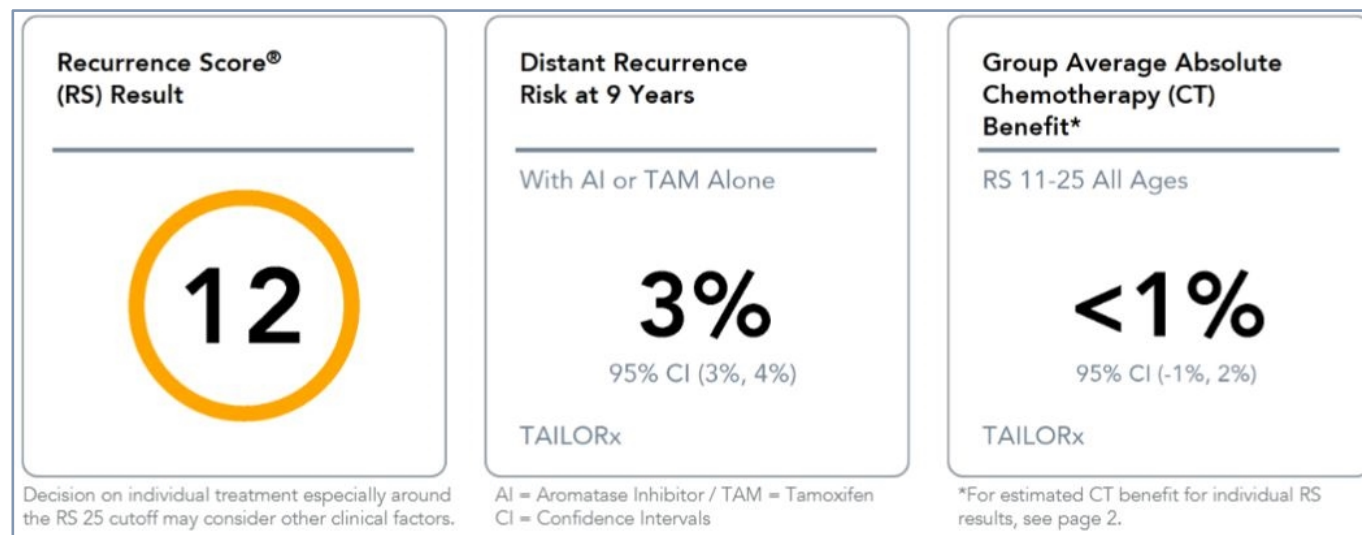 Recurrence Score®
(RS) Result
12
Decision on individual treatment especially around
the RS 25 cutoff may consider other clinical factors.
Distant Recurrence
Risk at 9 Years
With AI or TAM Alone
3%
95% CI (3%, 4%)
TAILORx
AI = Aromatase Inhibitor / TAM = Tamoxifen
CI = Confidence Intervals
Group Average Absolute
Chemotherapy (CT)
Benefit*
RS 11-25 All Ages
<1%
95% CI (-1%, 2%)
TAILORx
*For estimated CT benefit for individual RS
results, see page 2.